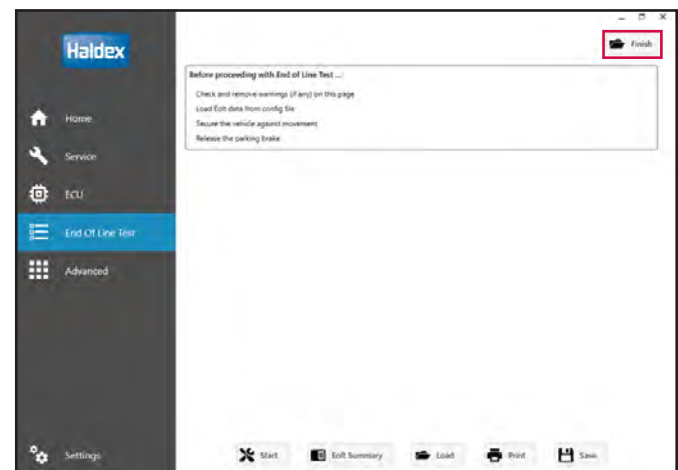 Haldex
Finish
Before proceeding with End of Line Test ...
Check and remove warnings (if any) on this page
Load Eolt data from config file
Secure the vehicle against movement
Release the parking brake
Home
Service
ECU
End Of Line Test
Advanced
Settings
Start
Eolt Summary
Load
Print
Save